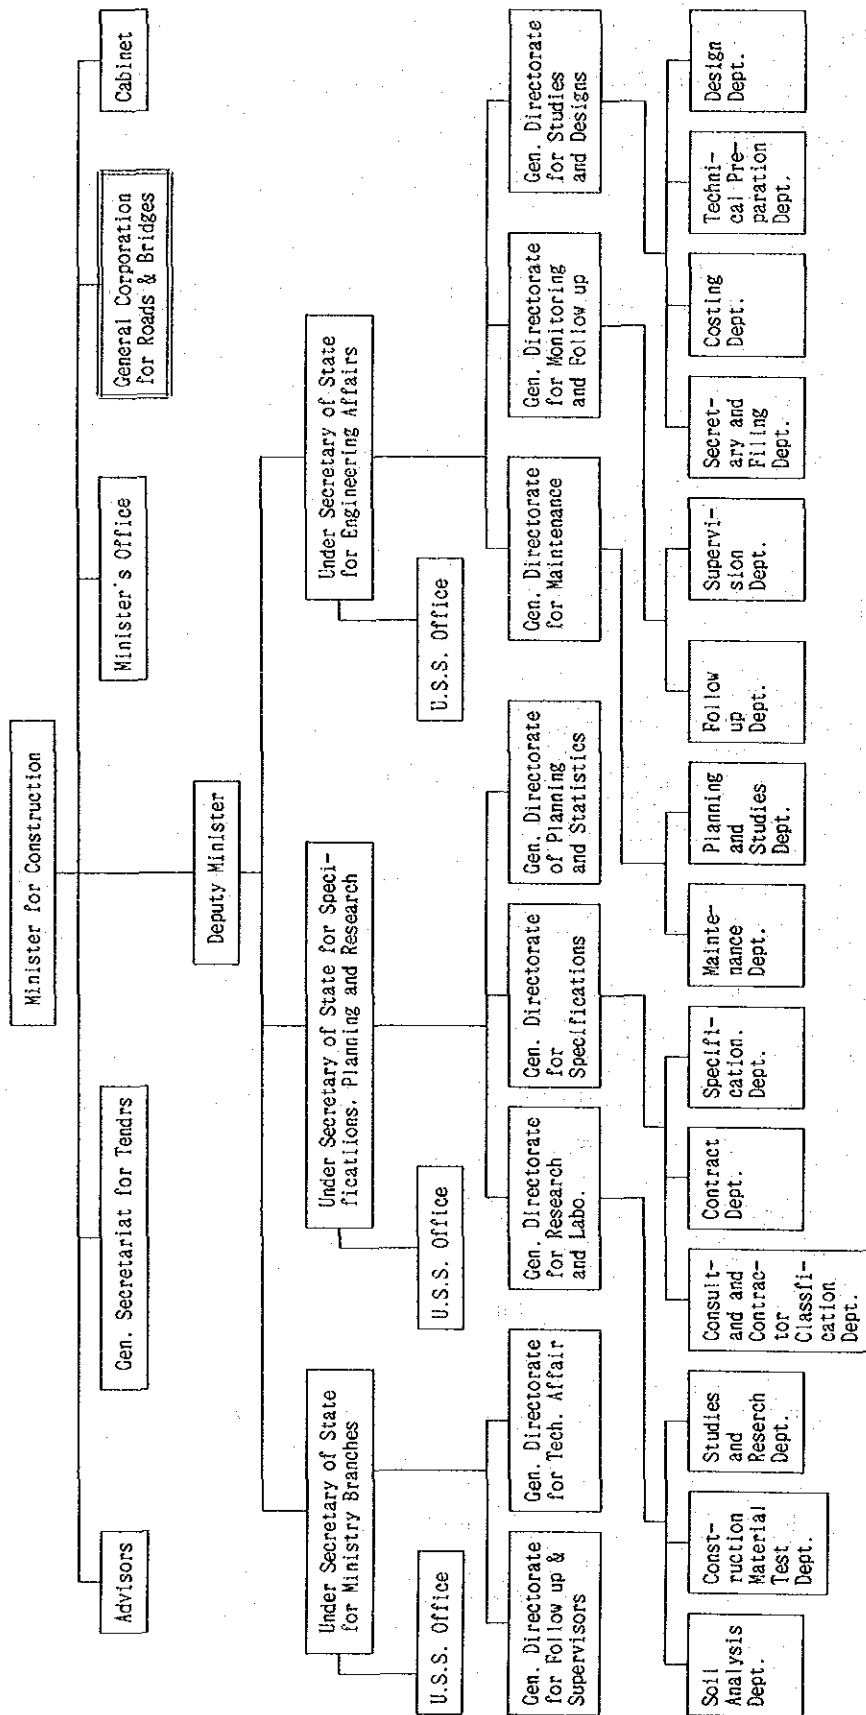 Minister for Construction
Advisors
Gen. Secretariat for Tendrs
Minister's Office
General Corporation
for Roads & Bridges
Cabinet
Deputy Minister
Under Secretary of State
for Ministry Branches
Under Secretary of State for Speci-
ficatlions. Planning and Research
Under Secretary of State
for Engineering Affairs
U.S.S. Office
U.S.S. Office
U.S.S. Office
Gen. Directorate
for Follow up &
Supervisors
Gen. Directorate
for Tech. Affair
Gen. Directorate
for Research
and Labo.
Gen. Directorate
for
Specifications
Gen. Directorate
of Planning
and Statistics
Gen. Directorate
for Maintenance
Gen. Directorate
for Monitoring
and Follow up
Gen. Directorate
for Studies
and Designs
Soil
Analysis
Dept.
Const-
ruction
Material
Test
Dept.
Studies
and
Reserch
Dept.
Consult-
and and
Contrac-
tor
Classfi-
cation
Dept.
Contract
Dept.
Specifi-
cation.
Dept.
Mainte-
nance
Dept.
Planning
and
Studies
Dept.
Follow
up
Dept.
Supervi-
sion
Dept.
Secret-
ary and
Filling
Dept.
Costing
Dept.
Techni-
cal Pre-
paration
Dept.
Design
Dept.